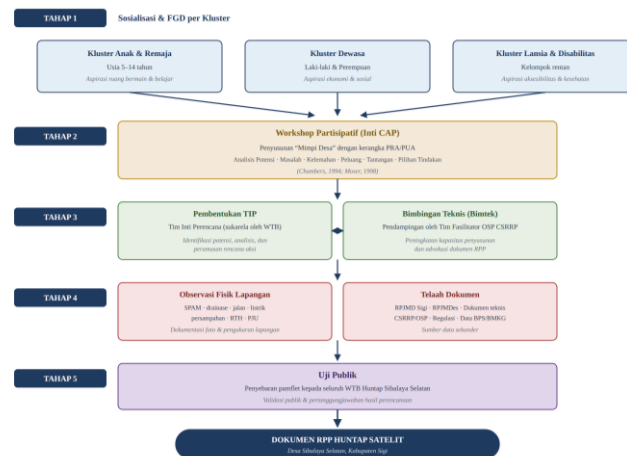 TAHAP 1
Sosialisasi & FGD per Kluster
Kluster Anak & Remaja
Usia 5–14 tahun
Aspirasi ruang bermain & belajar
Kluster Dewasa
Laki-laki & Perempuan
Aspirasi ekonomi & sosial
Kluster Lansia & Disabilitas
Kelompok rentan
Aspirasi aksesibilitas & kesehatan
TAHAP 2
Workshop Partisipatif (Inti CAP)
Penyusunan “Mimpi Desa” dengan kerangka PRA/PUA
Analisis Potensi · Masalah · Kelemahan · Peluang · Tantangan · Pilihan Tindakan
(Chambers, 1994; Moser, 1998)
TAHAP 3
Pembentukan TIP
Tim Inti Perencana (sukarela oleh WTB)
Identifikasi potensi, analisis, dan
perumusan rencana aksi
Bimbingan Teknis (Bimtek)
Pendampingan oleh Tim Fasilitator OSP CSRRP
Peningkatan kapasitas penyusunan
dan advokasi dokumen RPP
TAHAP 4
Observasi Fisik Lapangan
SPAM · drainase · jalan · listrik
persampahan · RTH · PJU
Dokumentasi foto & pengukuran lapangan
Telaah Dokumen
RPJMD Sigi · RPJMDes · Dokumen teknis
CSRRP/OSP · Regulasi · Data BPS/BMKG
Sumber data sekunder
TAHAP 5
Uji Publik
Penyebaran pamflet kepada seluruh WTB Huntap Sibalaya Selatan
Validasi publik & pertanggungjawaban hasil perencanaan
DOKUMEN RPP HUNTAP SATELIT
Desa Sibalaya Selatan, Kabupaten Sigi